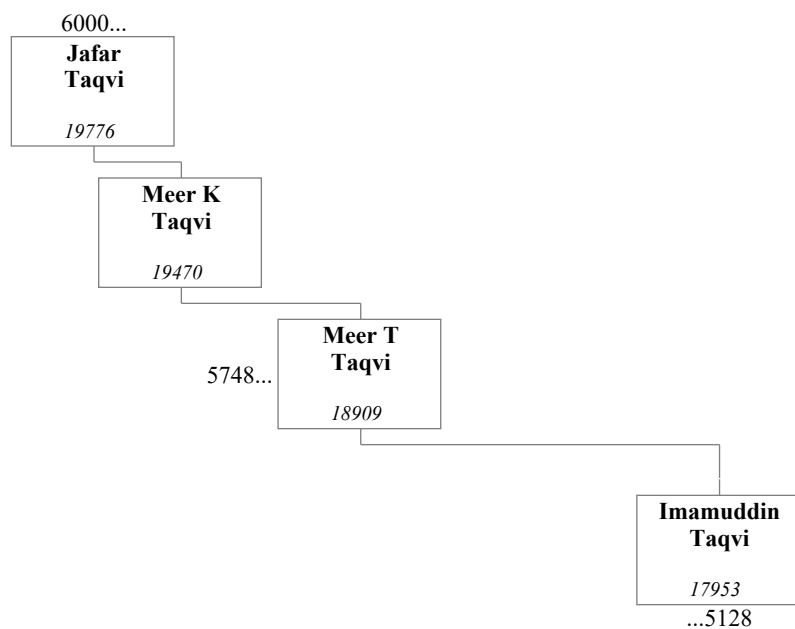 6000...
Jafar
Taqvi
19776
Meer K
Taqvi
19470
Meer T
Taqvi
5748...
18909
Imamuddin
Taqvi
17953
...5128